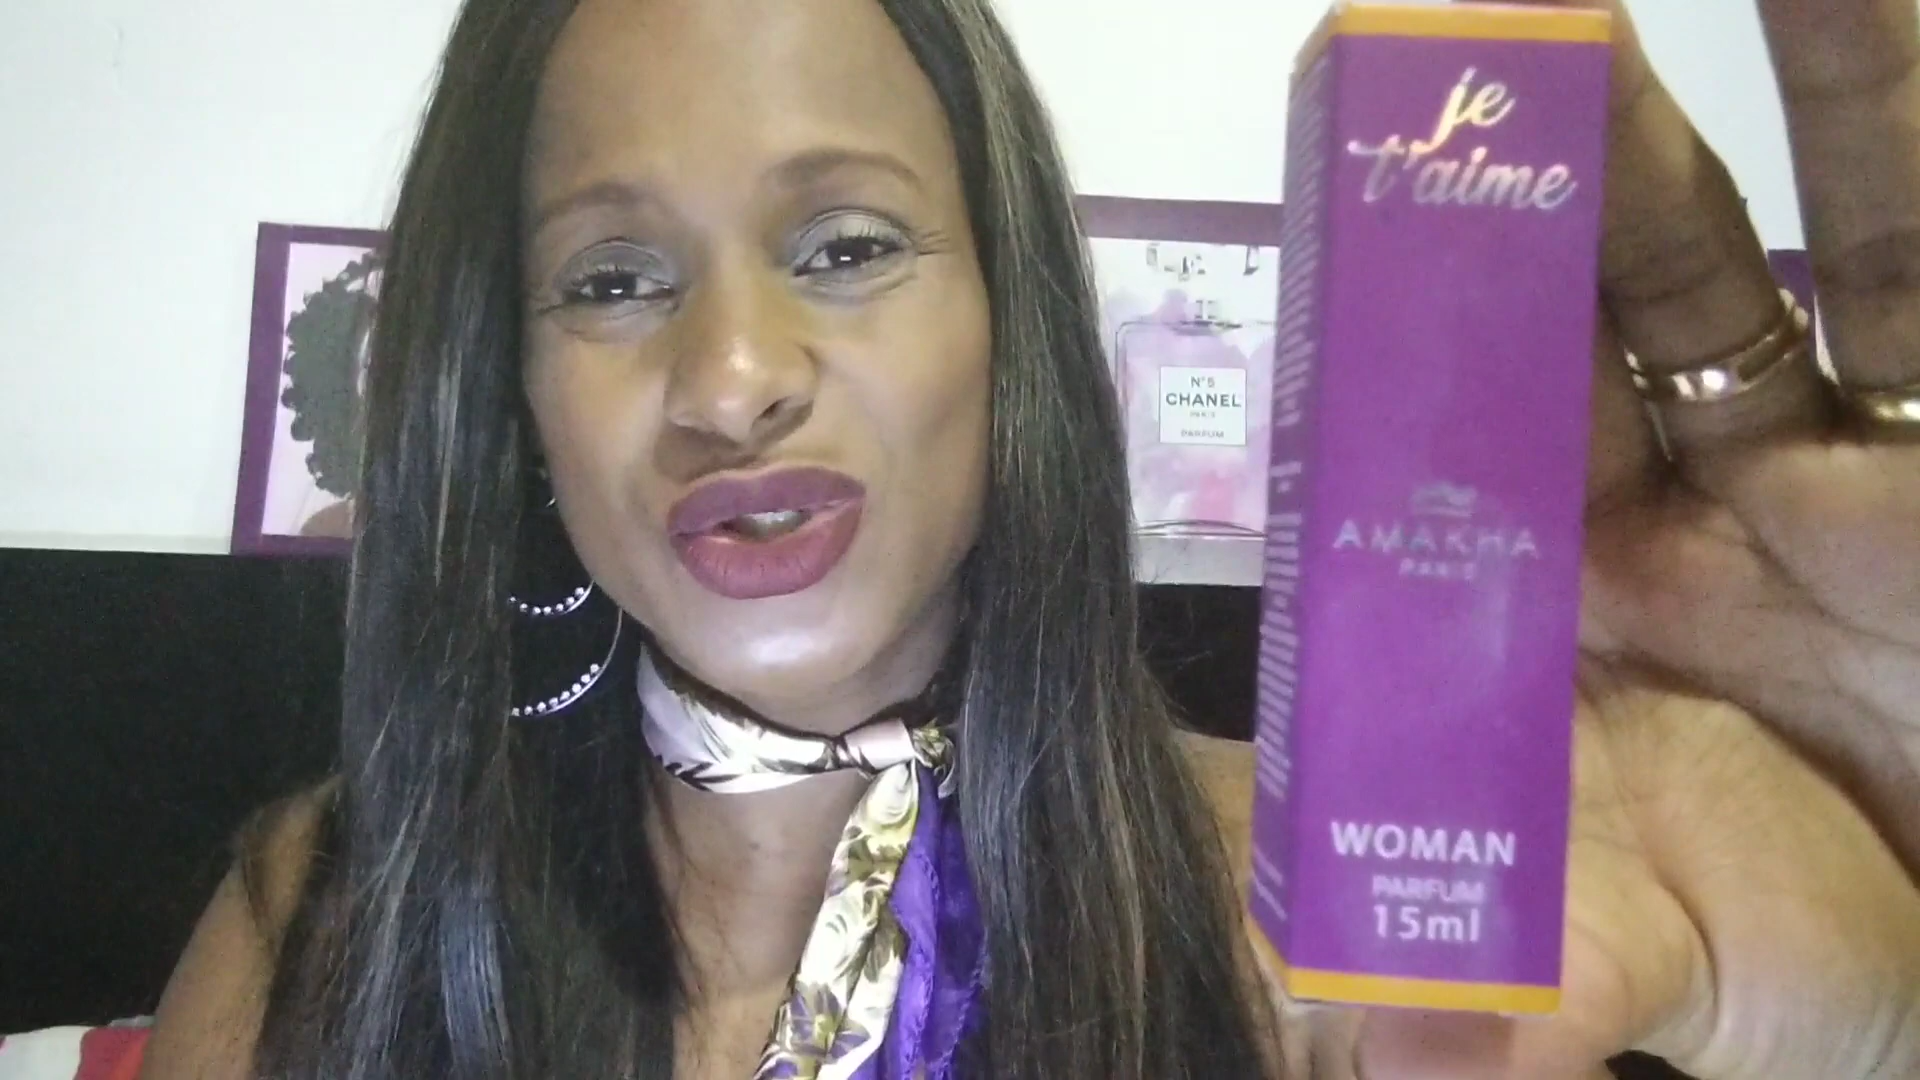 je
t'aime
AMAKHA
PARIS
WOMAN
PARFUM
15ml
N°5
CHANEL
PARIS
PARFUM